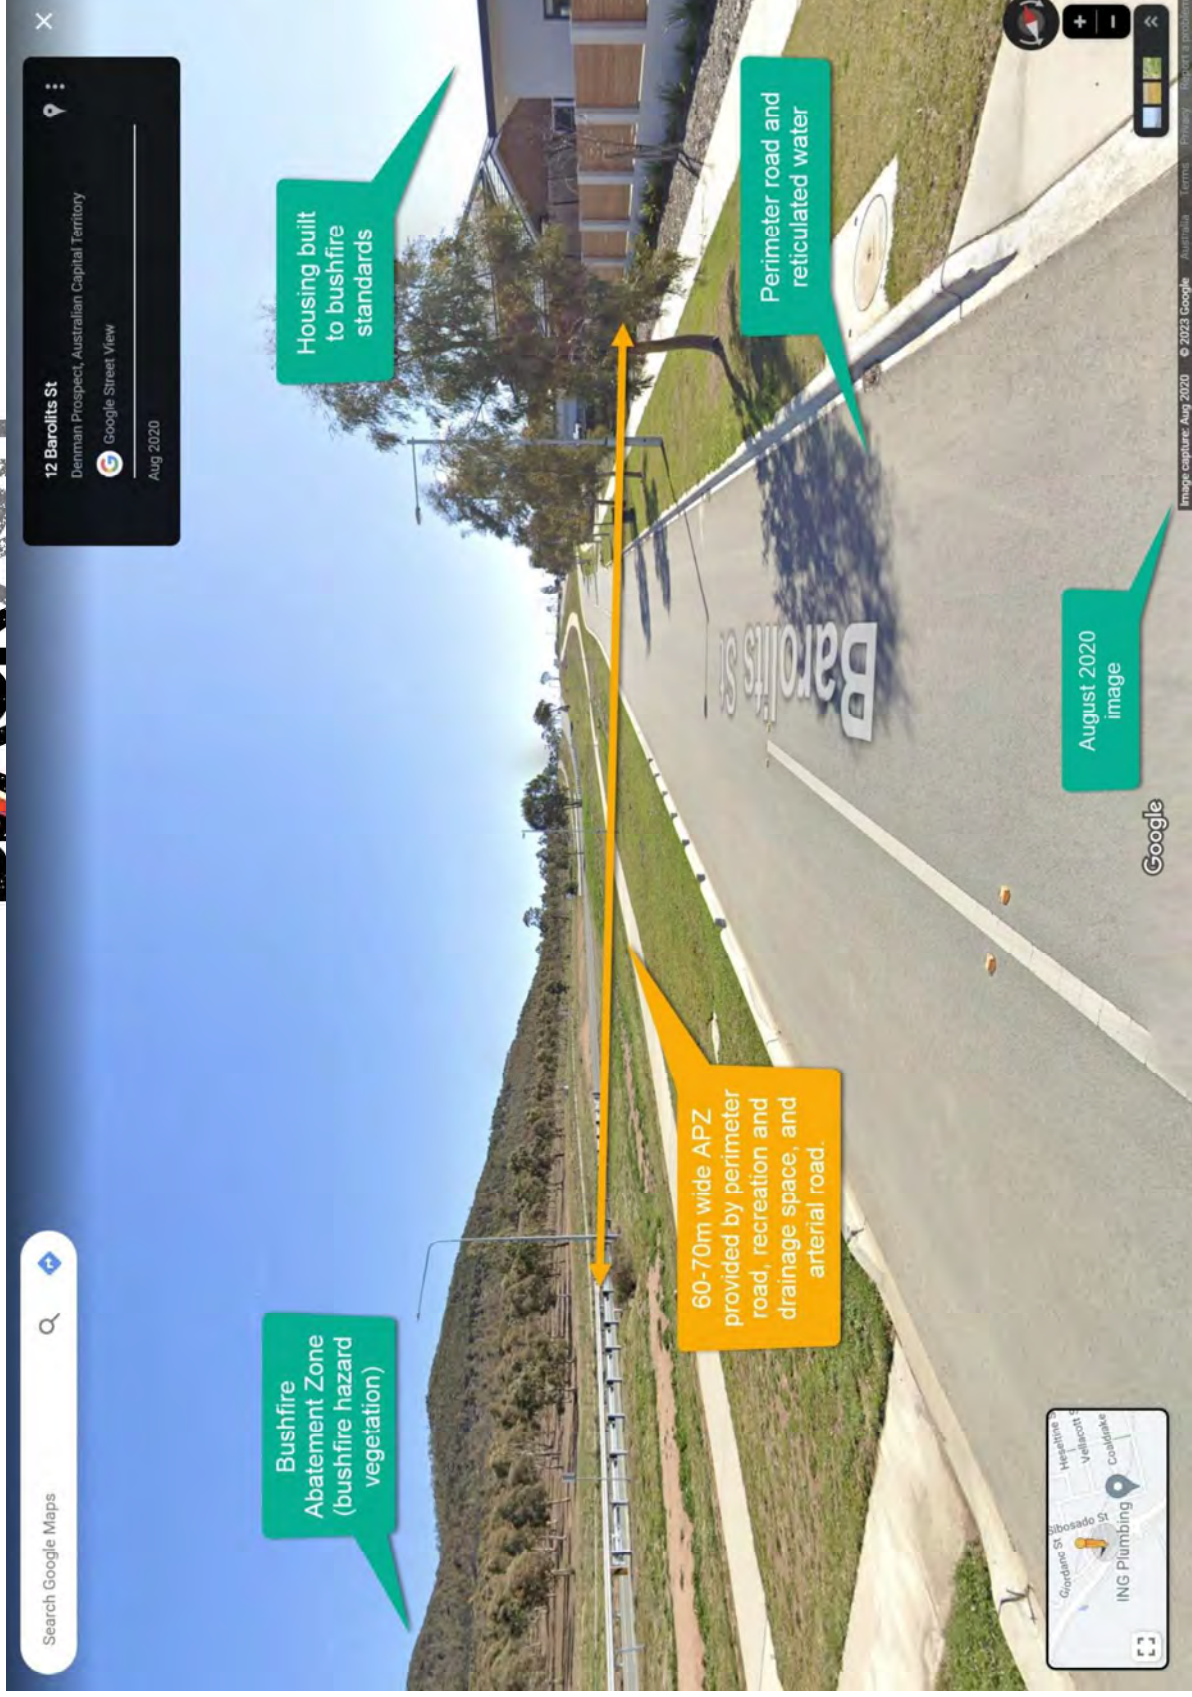 Search Google Maps
12 Barolits St
Denman Prospect, Australian Capital Territory
Google Street View
Aug 2020
Bushfire
Abatement Zone
(bushfire hazard
vegetation)
Housing built
to bushfire
standards
60-70m wide APZ
provided by perimeter
road, recreation and
drainage space, and
arterial road.
Perimeter road and
reticulated water
Barolits St
August 2020
image
Giordano St
Sibosado St
Heseltine
Vellacott
Coaldrake
ING Plumbing
Google
Image capture: Aug 2020 © 2023 Google Australia Terms Privacy Report a problem